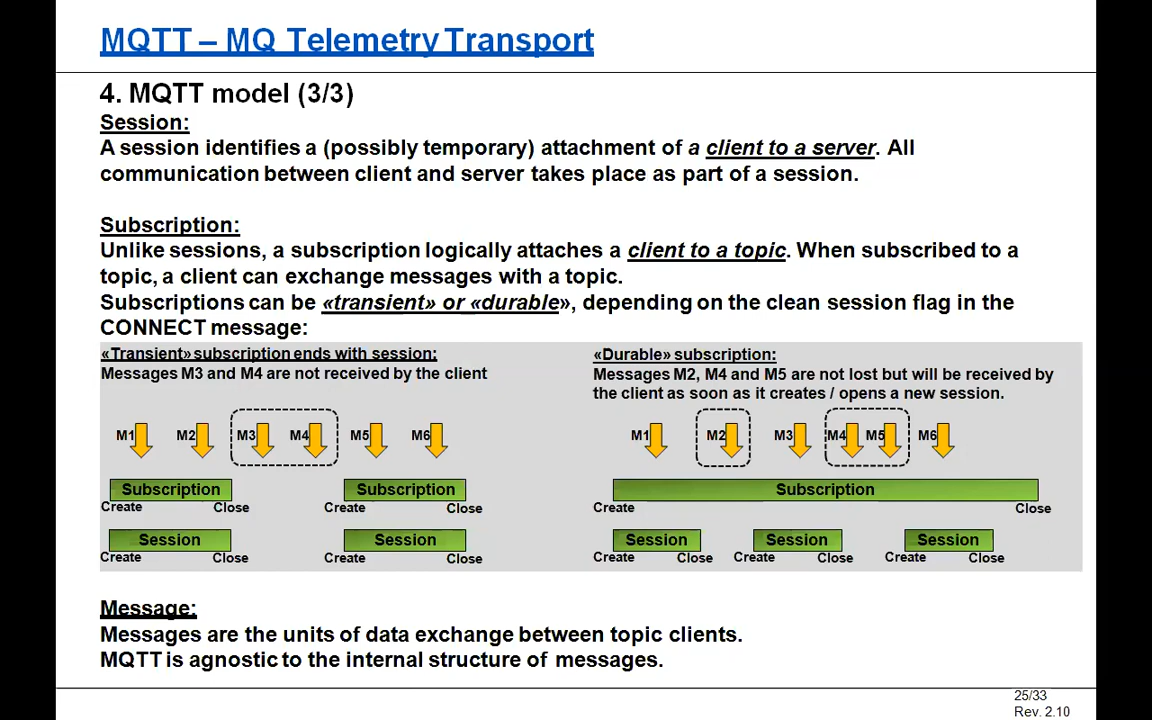 MQTT – MQ Telemetry Transport
4. MQTT model (3/3)
Session:
A session identifies a (possibly temporary) attachment of a client to a server. All
communication between client and server takes place as part of a session.
Subscription:
Unlike sessions, a subscription logically attaches a client to a topic. When subscribed to a
topic, a client can exchange messages with a topic.
Subscriptions can be «transient» or «durable», depending on the clean session flag in the
CONNECT message:
«Transient» subscription ends with session:
Messages M3 and M4 are not received by the client
M1 M2 M3 M4 M5 M6
Subscription Subscription
Create Close Create Close
Session Session
Create Close Create Close
«Durable» subscription:
Messages M2, M4 and M5 are not lost but will be received by
the client as soon as it creates / opens a new session.
M1 M2 M3 M4 M5 M6
Subscription
Create Close
Session Session Session
Create Close Create Close Create Close
Message:
Messages are the units of data exchange between topic clients.
MQTT is agnostic to the internal structure of messages.
25/33
Rev. 2.10